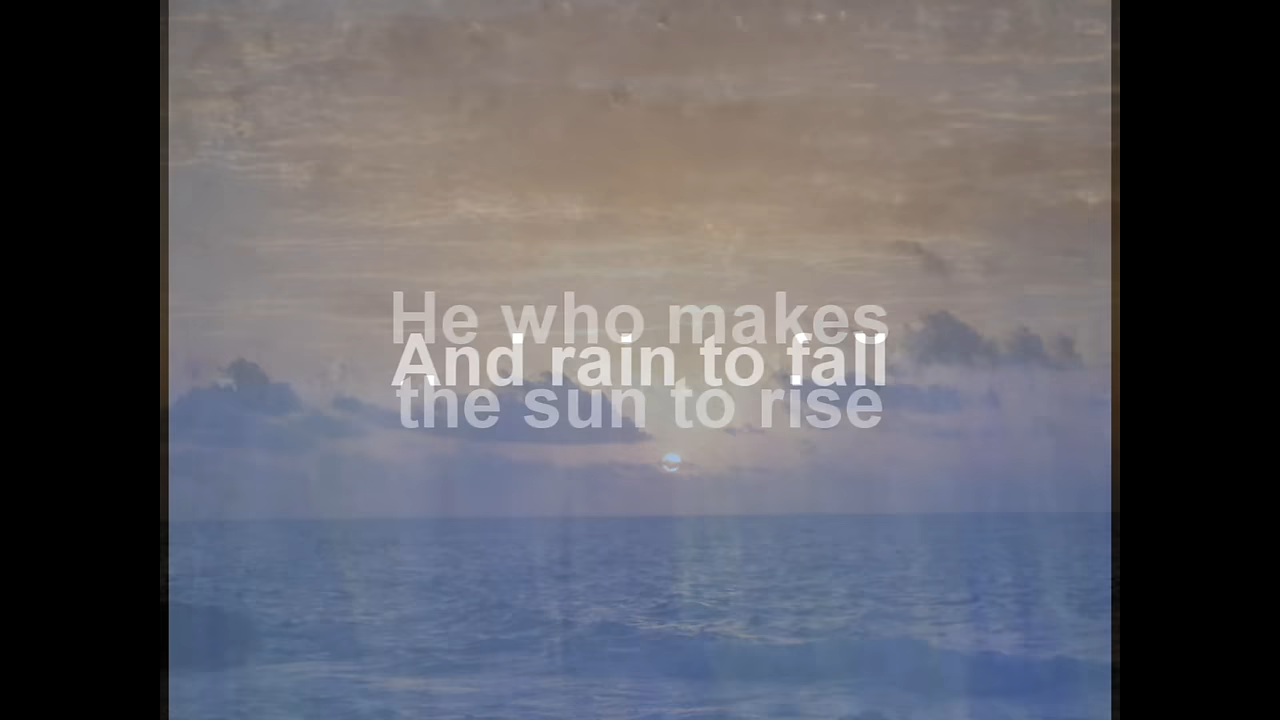 He who makes
And rain to fall
the sun to rise